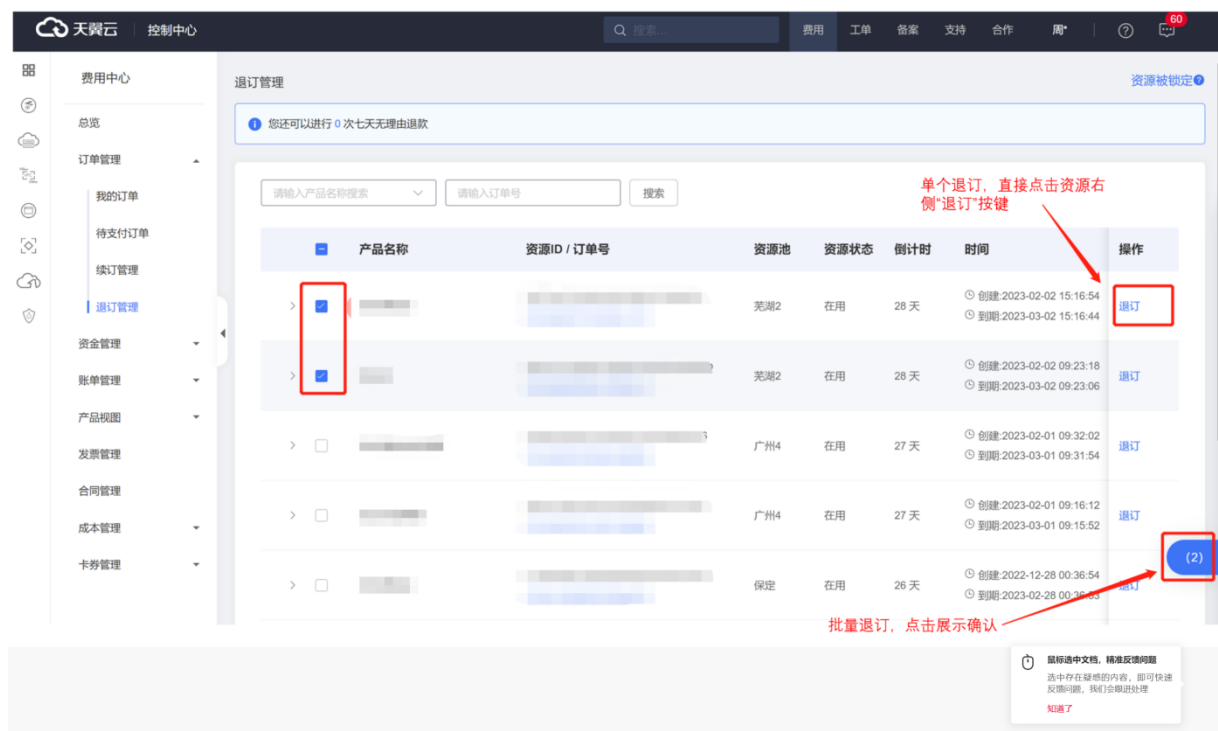 天翼云 控制中心 搜索... 费用 工单 备案 支持 合作 周* 60
费用中心
退订管理 资源被锁定
总览
您还可以进行 0 次七天无理由退款
订单管理
我的订单
待支付订单
续订管理
退订管理
资金管理
账单管理
产品视图
发票管理
合同管理
成本管理
卡券管理
请输入产品名称搜索 请输入订单号 搜索
单个退订，直接点击资源右
侧“退订”按键
产品名称 资源ID / 订单号 资源池 资源状态 倒计时 时间 操作
芜湖2 在用 28 天 创建:2023-02-02 15:16:54 退订
到期:2023-03-02 15:16:44
芜湖2 在用 28 天 创建:2023-02-02 09:23:18 退订
到期:2023-03-02 09:23:06
广州4 在用 27 天 创建:2023-02-01 09:32:02 退订
到期:2023-03-01 09:31:54
广州4 在用 27 天 创建:2023-02-01 09:16:12 退订
到期:2023-03-01 09:15:52
(2)
保定 在用 26 天 创建:2022-12-28 00:36:54 退订
到期:2023-02-28 00:36:53
批量退订，点击展示确认
鼠标选中文档，精准反馈问题
选中存在疑惑的内容，即可快速
反馈问题，我们会跟进处理
知道了